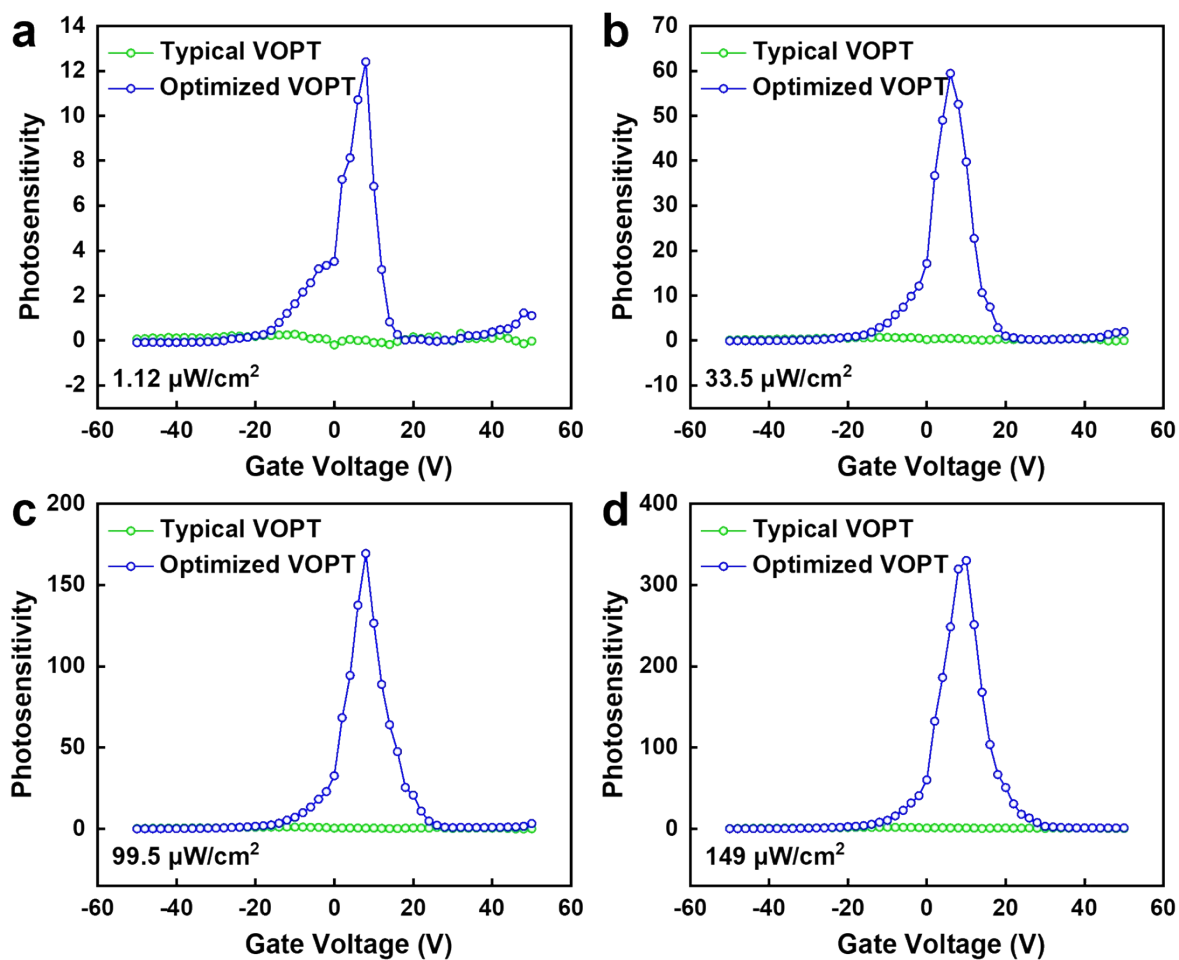 a
14
12
10
8
6
4
2
0
-2
Photosensitivity
Typical VOPT
Optimized VOPT
1.12 µW/cm²
-60 -40 -20 0 20 40 60
Gate Voltage (V)
b
70
60
50
40
30
20
10
0
-10
Photosensitivity
Typical VOPT
Optimized VOPT
33.5 µW/cm²
-60 -40 -20 0 20 40 60
Gate Voltage (V)
c
200
150
100
50
0
Photosensitivity
Typical VOPT
Optimized VOPT
99.5 µW/cm²
-60 -40 -20 0 20 40 60
Gate Voltage (V)
d
400
300
200
100
0
Photosensitivity
Typical VOPT
Optimized VOPT
149 µW/cm²
-60 -40 -20 0 20 40 60
Gate Voltage (V)